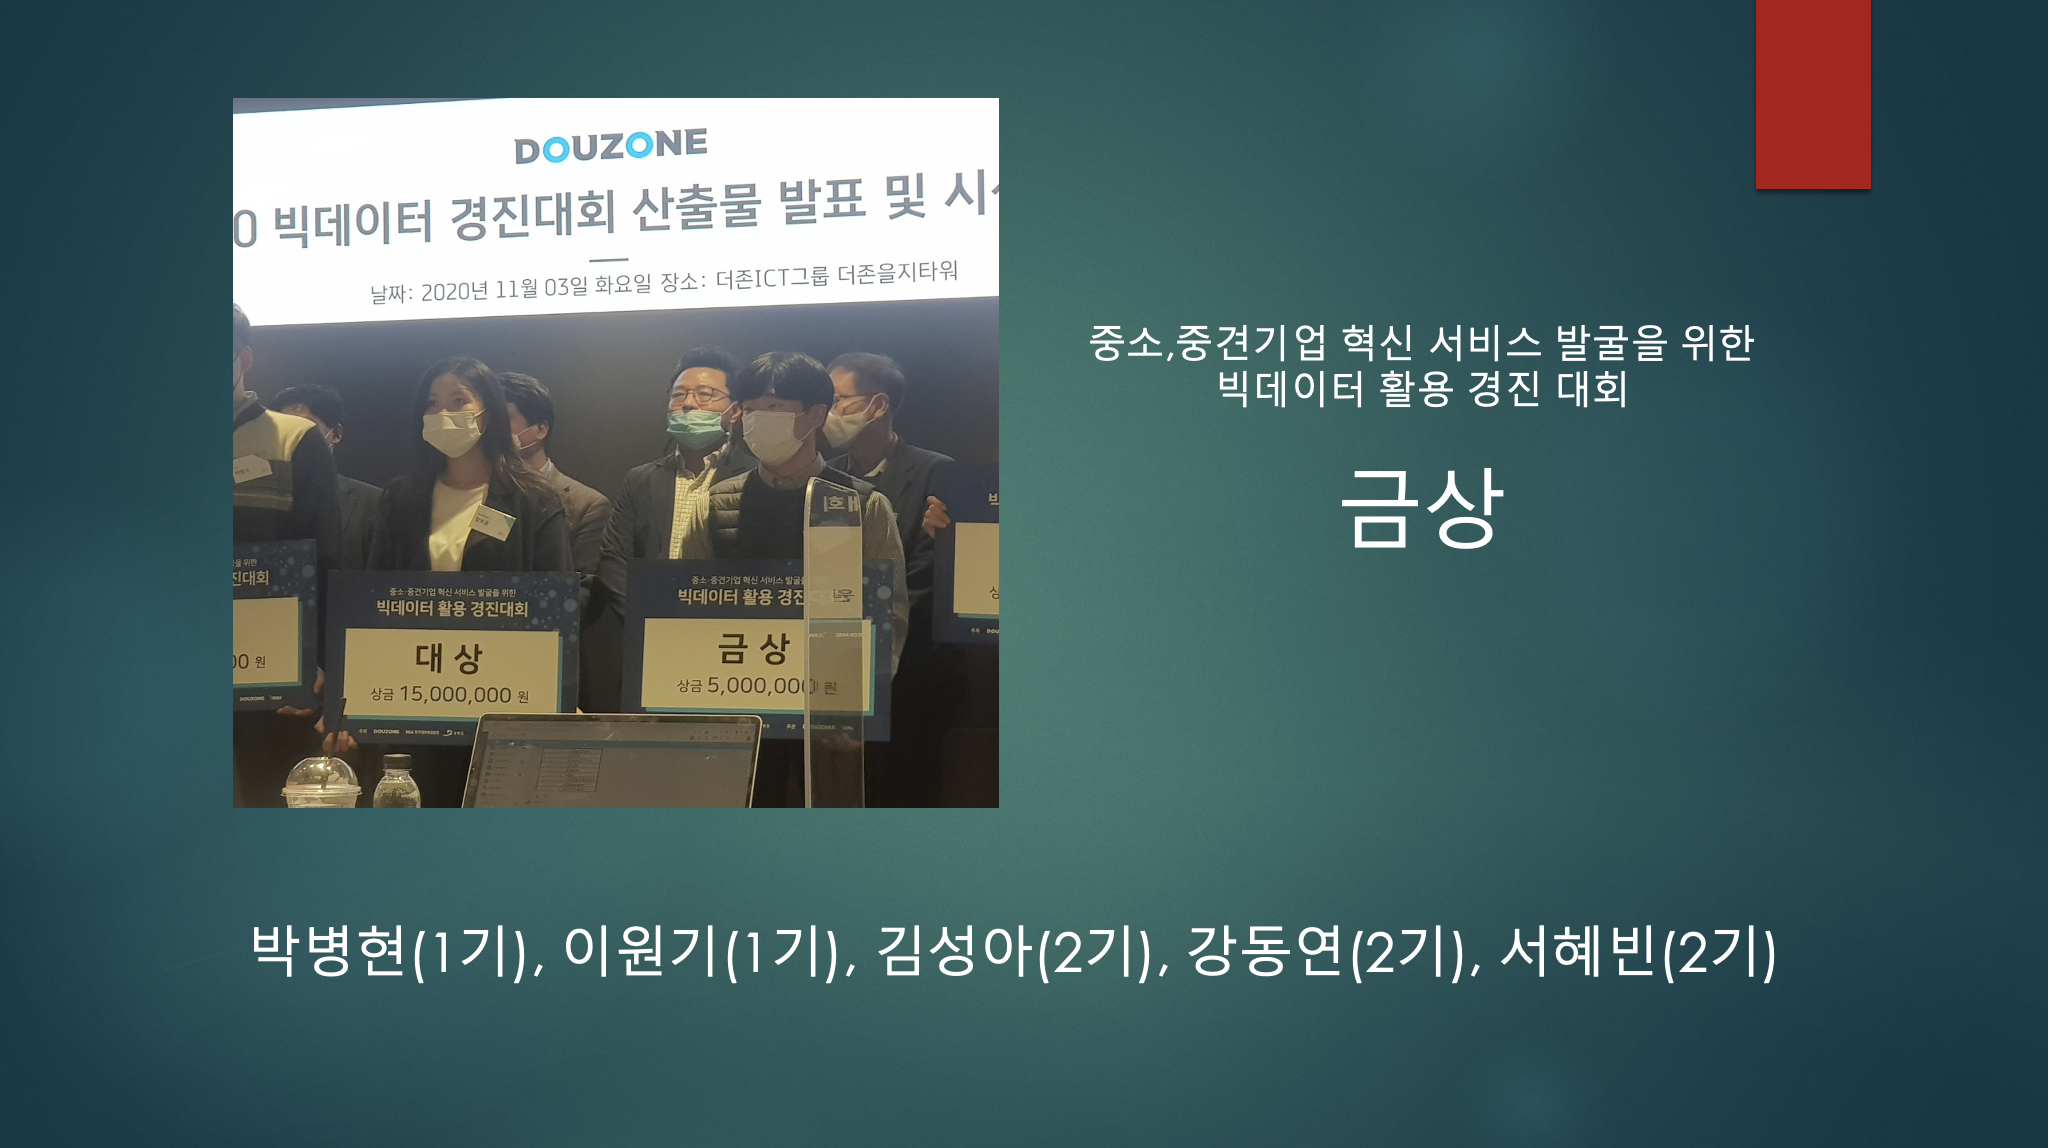 DOUZONE
0 빅데이터 경진대회 산출물 발표 및 시
날짜: 2020년 11월 03일 화요일 장소: 더존ICT그룹 더존을지타워
중소,중견기업 혁신 서비스 발굴을 위한
빅데이터 활용 경진 대회
금상
을 위한
진대회
00 원
DOUZONE
중소·중견기업 혁신 서비스 발굴을 위한
빅데이터 활용 경진대회
대 상
상금 15,000,000 원
주최 DOUZONE NIA
중소·중견기업 혁신 서비스 발굴
빅데이터 활용 경진
금 상
상금 5,000,000 원
박병현(1기), 이원기(1기), 김성아(2기), 강동연(2기), 서혜빈(2기)